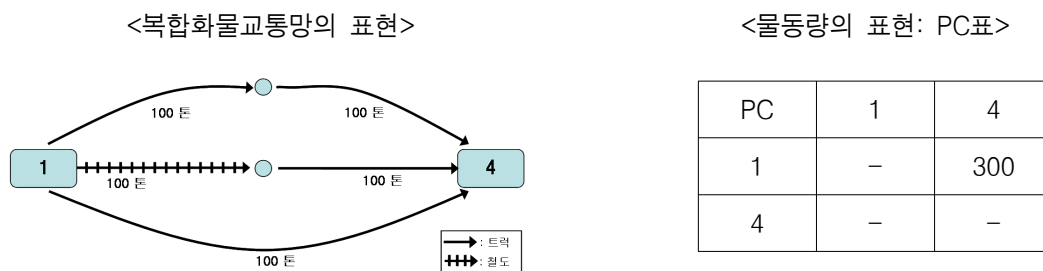 <복합화물교통망의 표현>
<물동량의 표현: PC표>
100 톤
100 톤
1
100 톤
100 톤
4
100 톤
: 트럭
: 철도
PC 1 4
1 - 300
4 - -